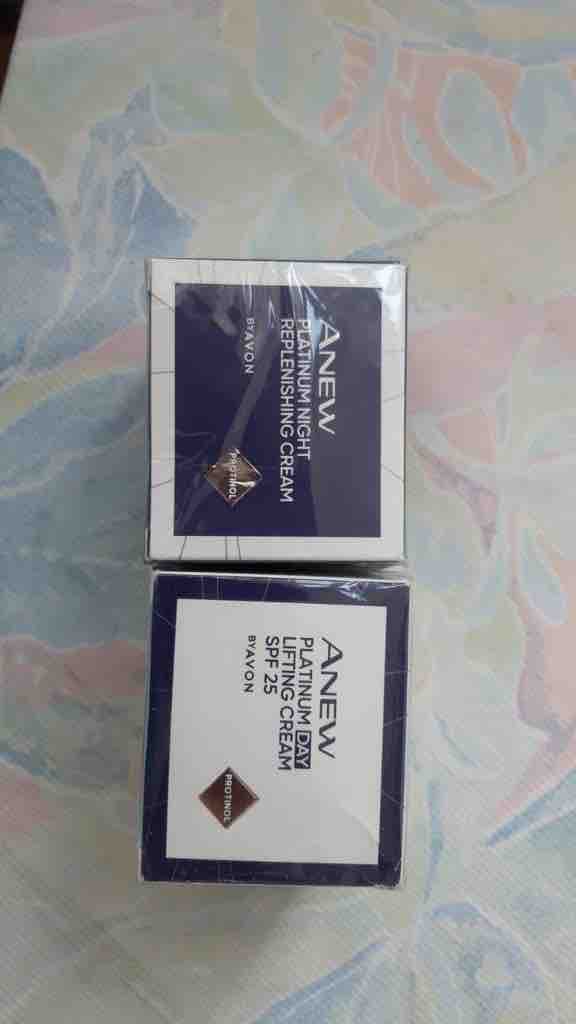 ANEW
PLATINUM NIGHT
REPLENISHING CREAM
BY AVON
PROTINOL
ANEW
PLATINUM DAY
LIFTING CREAM
SPF 25
BY AVON
PROTINOL